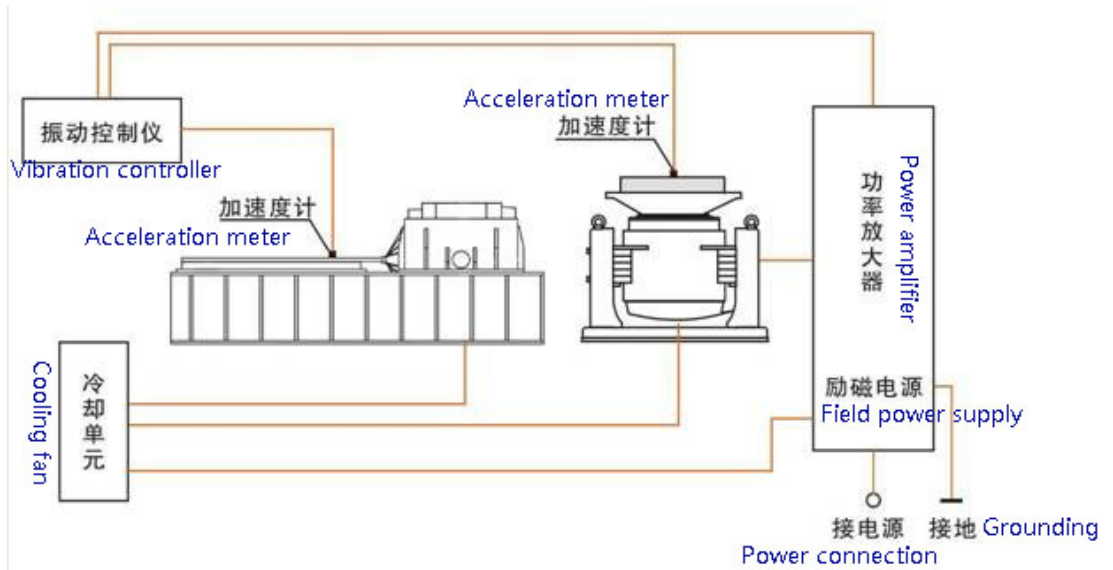 Acceleration meter
加速度计
振动控制仪
Vibration controller
加速度计
Acceleration meter
功率放大器
Power amplifier
冷却单元
Cooling fan
励磁电源
Field power supply
接电源
接地 Grounding
Power connection